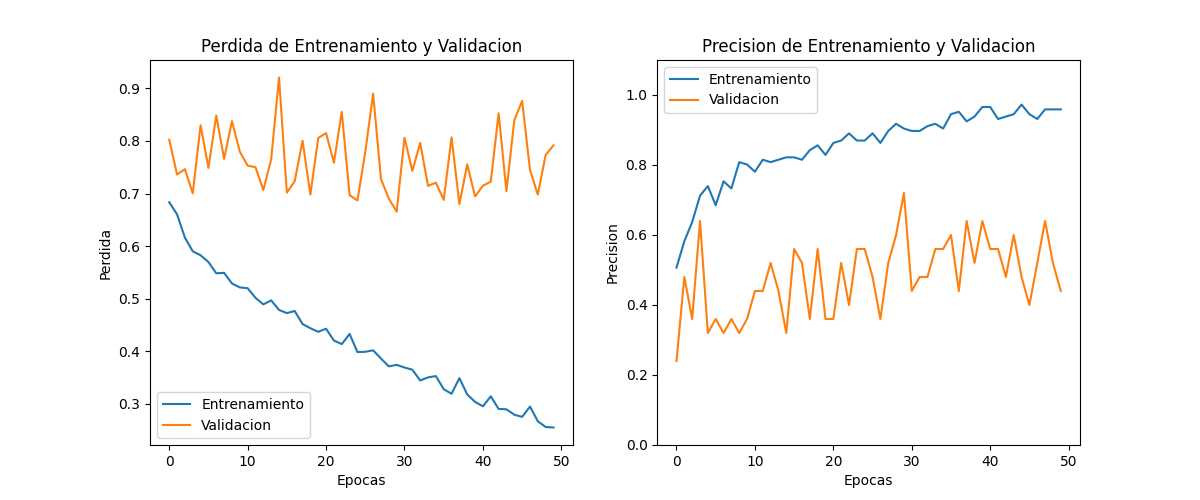 Perdida de Entrenamiento y Validacion
0.9
0.8
0.7
0.6
0.5
0.4
0.3
Perdida
Entrenamiento
Validacion
0 10 20 30 40 50
Epocas
Precision de Entrenamiento y Validacion
Entrenamiento
Validacion
1.0
0.8
0.6
0.4
0.2
0.0
Precision
0 10 20 30 40 50
Epocas